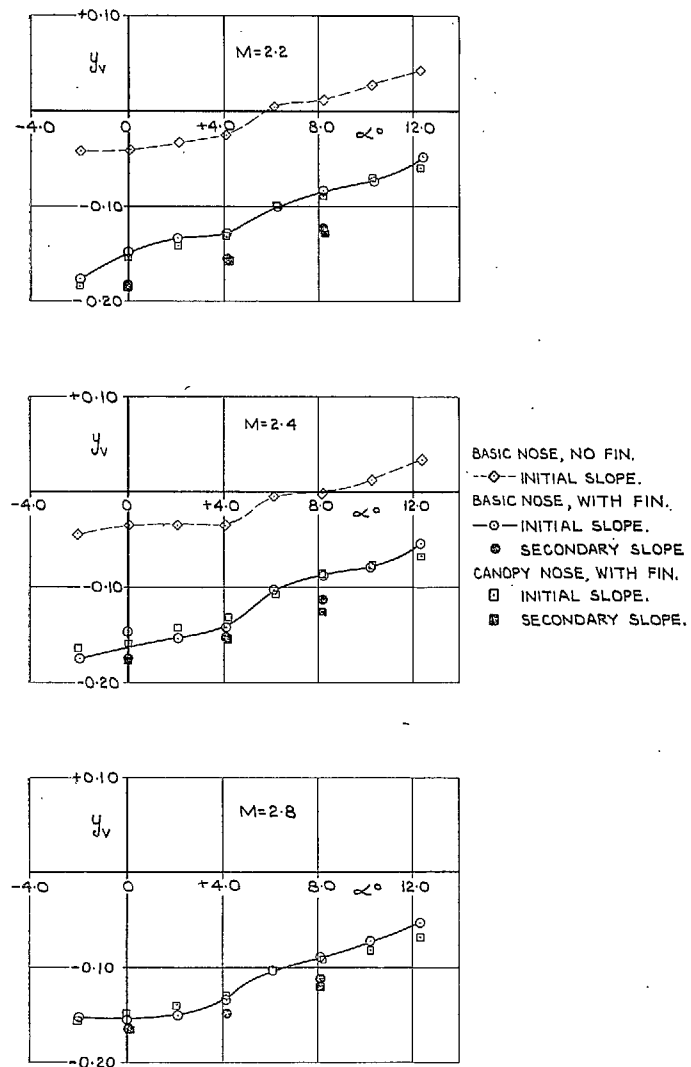 +0.10
y_v
M=2.2
-4.0 0 +4.0 8.0 α° 12.0
-0.10
-0.20
+0.10
y_v
M=2.4
-4.0 0 +4.0 8.0 α° 12.0
-0.10
-0.20
BASIC NOSE, NO FIN.
INITIAL SLOPE.
BASIC NOSE, WITH FIN.
INITIAL SLOPE.
SECONDARY SLOPE
CANOPY NOSE, WITH FIN.
INITIAL SLOPE.
SECONDARY SLOPE.
+0.10
y_v
M=2.8
-4.0 0 +4.0 8.0 α° 12.0
-0.10
-0.20